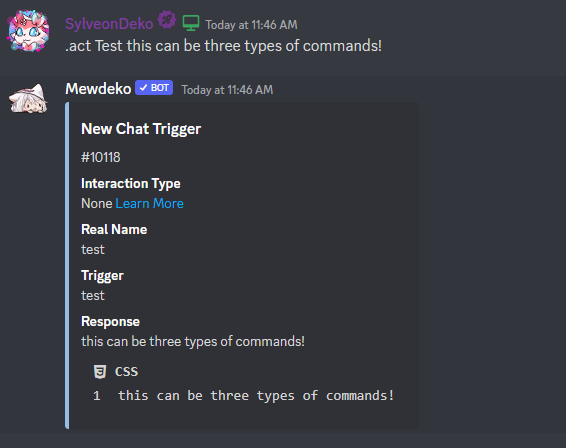 SylveonDeko Today at 11:46 AM
.act Test this can be three types of commands!
Mewdeko ✓ BOT Today at 11:46 AM
New Chat Trigger
#10118
Interaction Type
None Learn More
Real Name
test
Trigger
test
Response
this can be three types of commands!
CSS
1 this can be three types of commands!